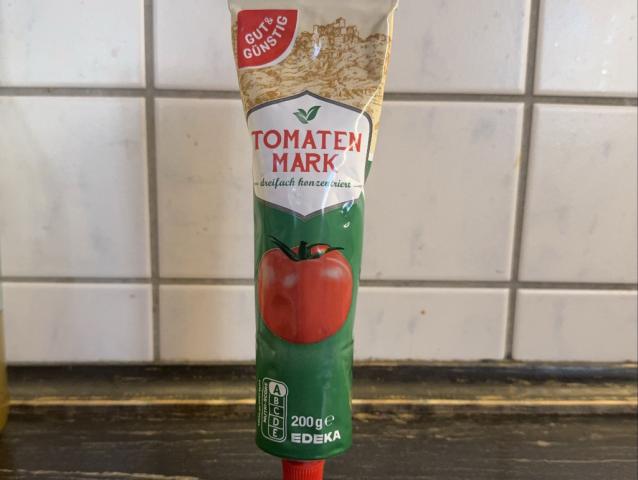 GUT&
GÜNSTIG
TOMATEN
MARK
dreifach konzentriert
A
B
C
D
E
200g℮
EDEKA